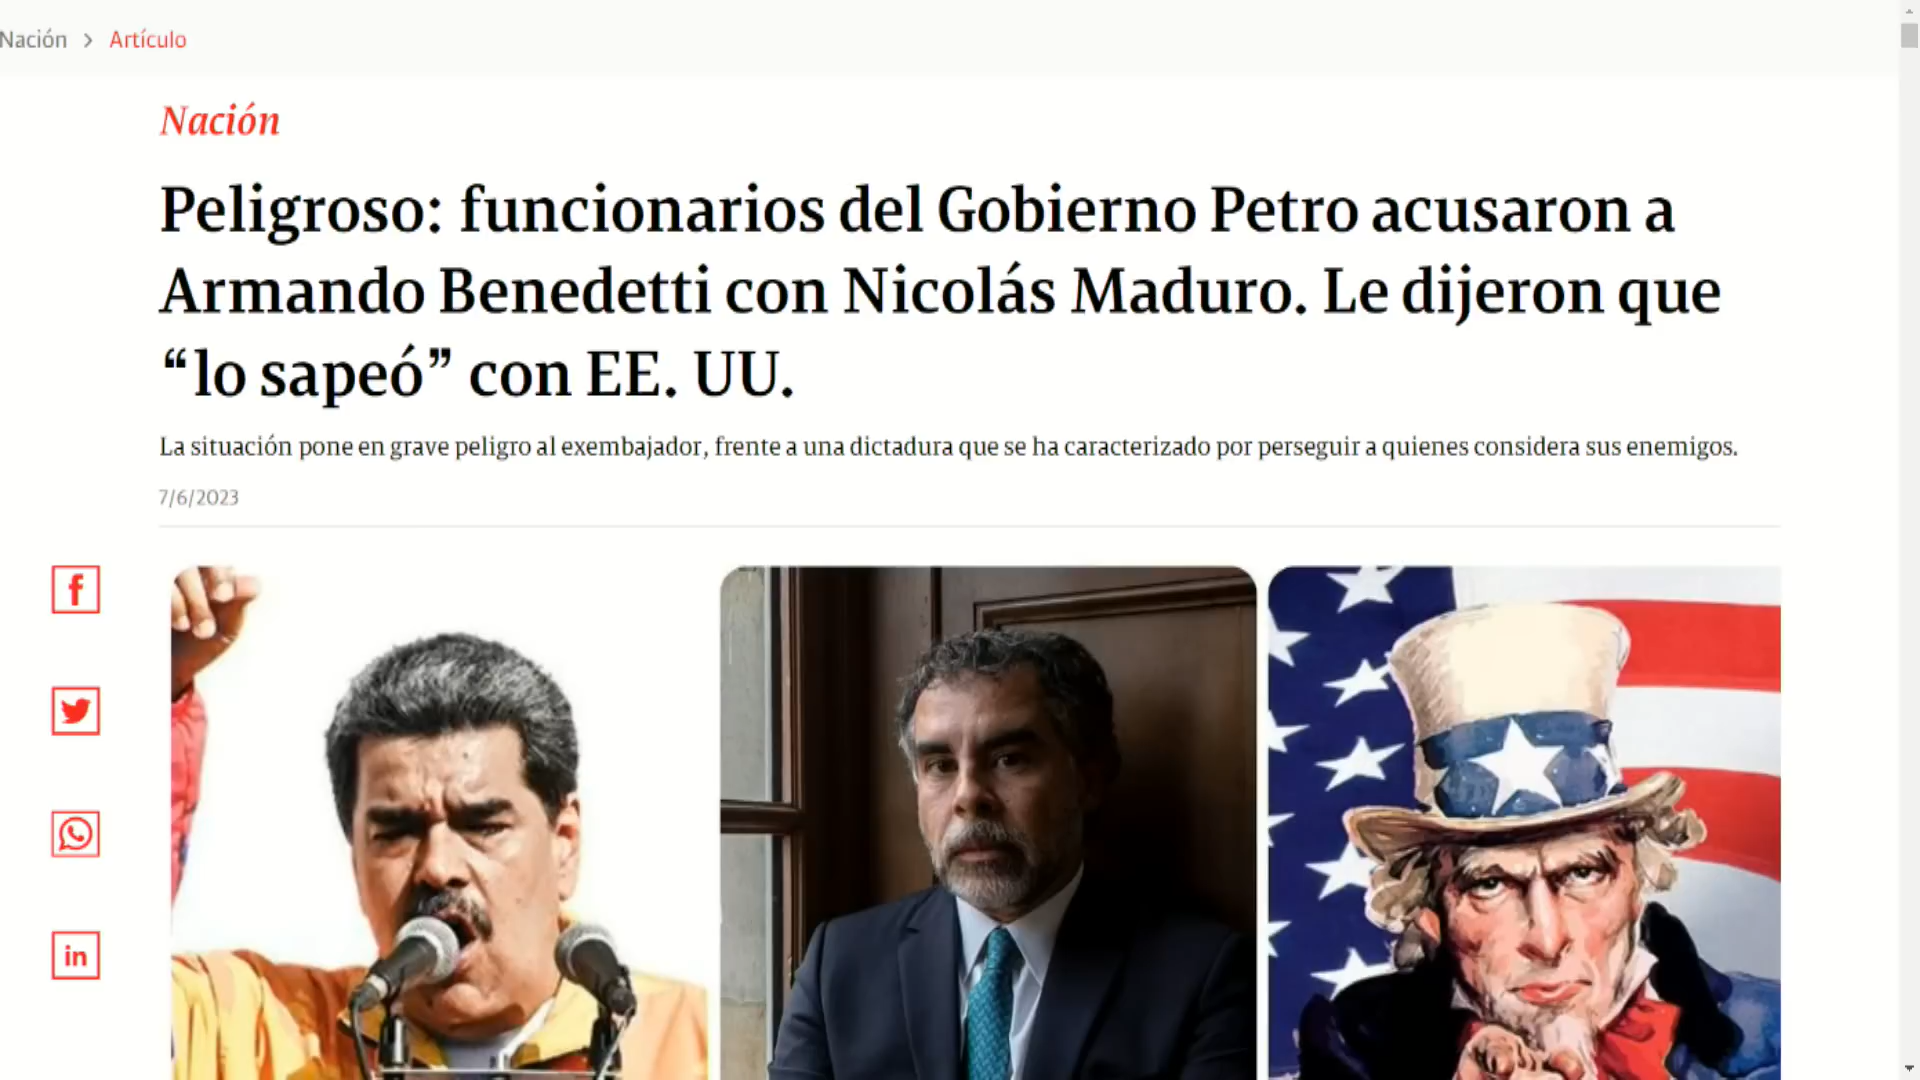 Nación > Artículo
Nación
Peligroso: funcionarios del Gobierno Petro acusaron a
Armando Benedetti con Nicolás Maduro. Le dijeron que
“lo sapeó” con EE. UU.
La situación pone en grave peligro al exembajador, frente a una dictadura que se ha caracterizado por perseguir a quienes considera sus enemigos.
7/6/2023
f
in